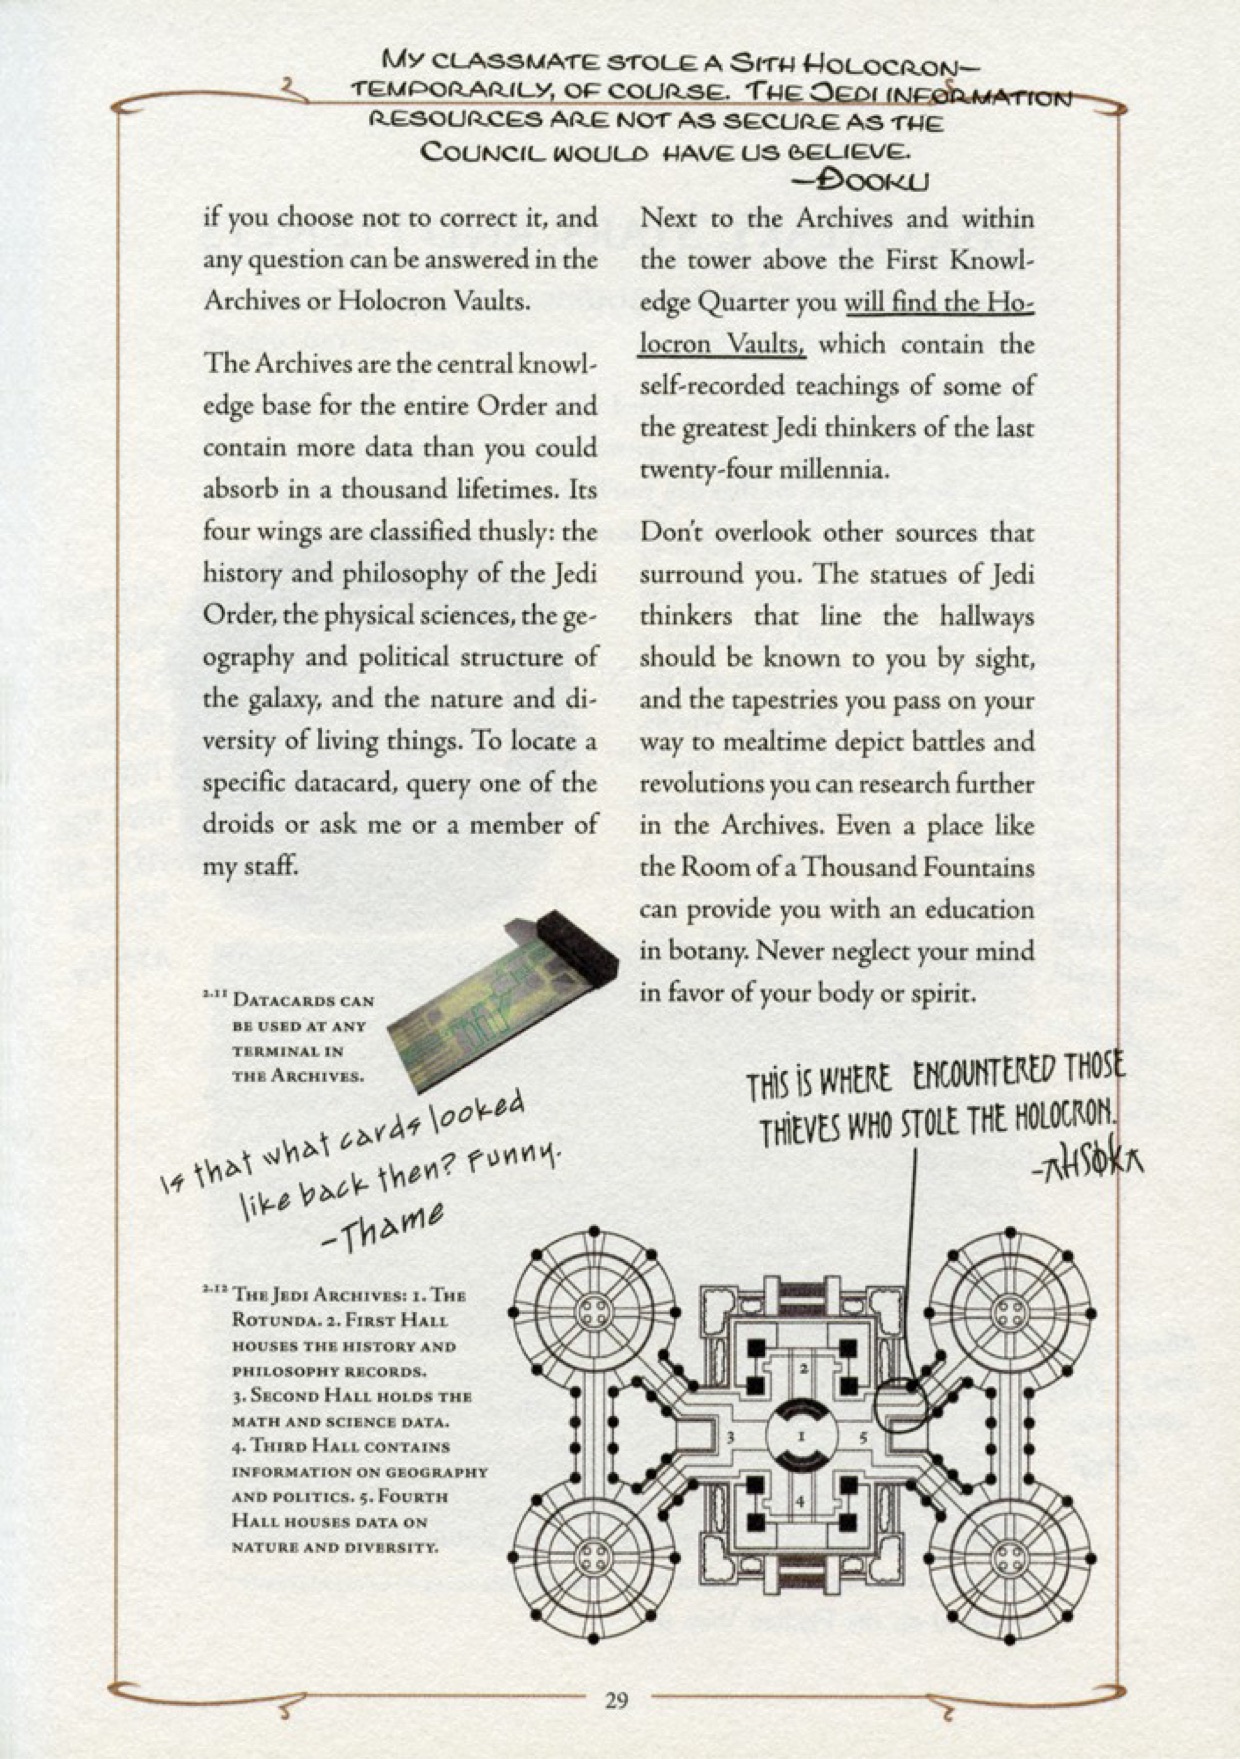 MY CLASSMATE STOLE A SITH HOLOCRON—
TEMPORARILY, OF COURSE. THE JEDI INFORMATION
RESOURCES ARE NOT AS SECURE AS THE
COUNCIL WOULD HAVE US BELIEVE.
—DOOKU
if you choose not to correct it, and
any question can be answered in the
Archives or Holocron Vaults.
The Archives are the central knowl-
edge base for the entire Order and
contain more data than you could
absorb in a thousand lifetimes. Its
four wings are classified thusly: the
history and philosophy of the Jedi
Order, the physical sciences, the ge-
ography and political structure of
the galaxy, and the nature and di-
versity of living things. To locate a
specific datacard, query one of the
droids or ask me or a member of
my staff.
2.11 DATACARDS CAN
BE USED AT ANY
TERMINAL IN
THE ARCHIVES.
Is that what cards looked
like back then? Funny.
—Thame
Next to the Archives and within
the tower above the First Knowl-
edge Quarter you will find the Ho-
locron Vaults, which contain the
self-recorded teachings of some of
the greatest Jedi thinkers of the last
twenty-four millennia.
Don't overlook other sources that
surround you. The statues of Jedi
thinkers that line the hallways
should be known to you by sight,
and the tapestries you pass on your
way to mealtime depict battles and
revolutions you can research further
in the Archives. Even a place like
the Room of a Thousand Fountains
can provide you with an education
in botany. Never neglect your mind
in favor of your body or spirit.
THIS IS WHERE ENCOUNTERED THOSE
THIEVES WHO STOLE THE HOLOCRON.
—AHSOKA
2.12 THE JEDI ARCHIVES: 1. THE
ROTUNDA. 2. FIRST HALL
HOUSES THE HISTORY AND
PHILOSOPHY RECORDS.
3. SECOND HALL HOLDS THE
MATH AND SCIENCE DATA.
4. THIRD HALL CONTAINS
INFORMATION ON GEOGRAPHY
AND POLITICS. 5. FOURTH
HALL HOUSES DATA ON
NATURE AND DIVERSITY.
2
3 1 5
4
29